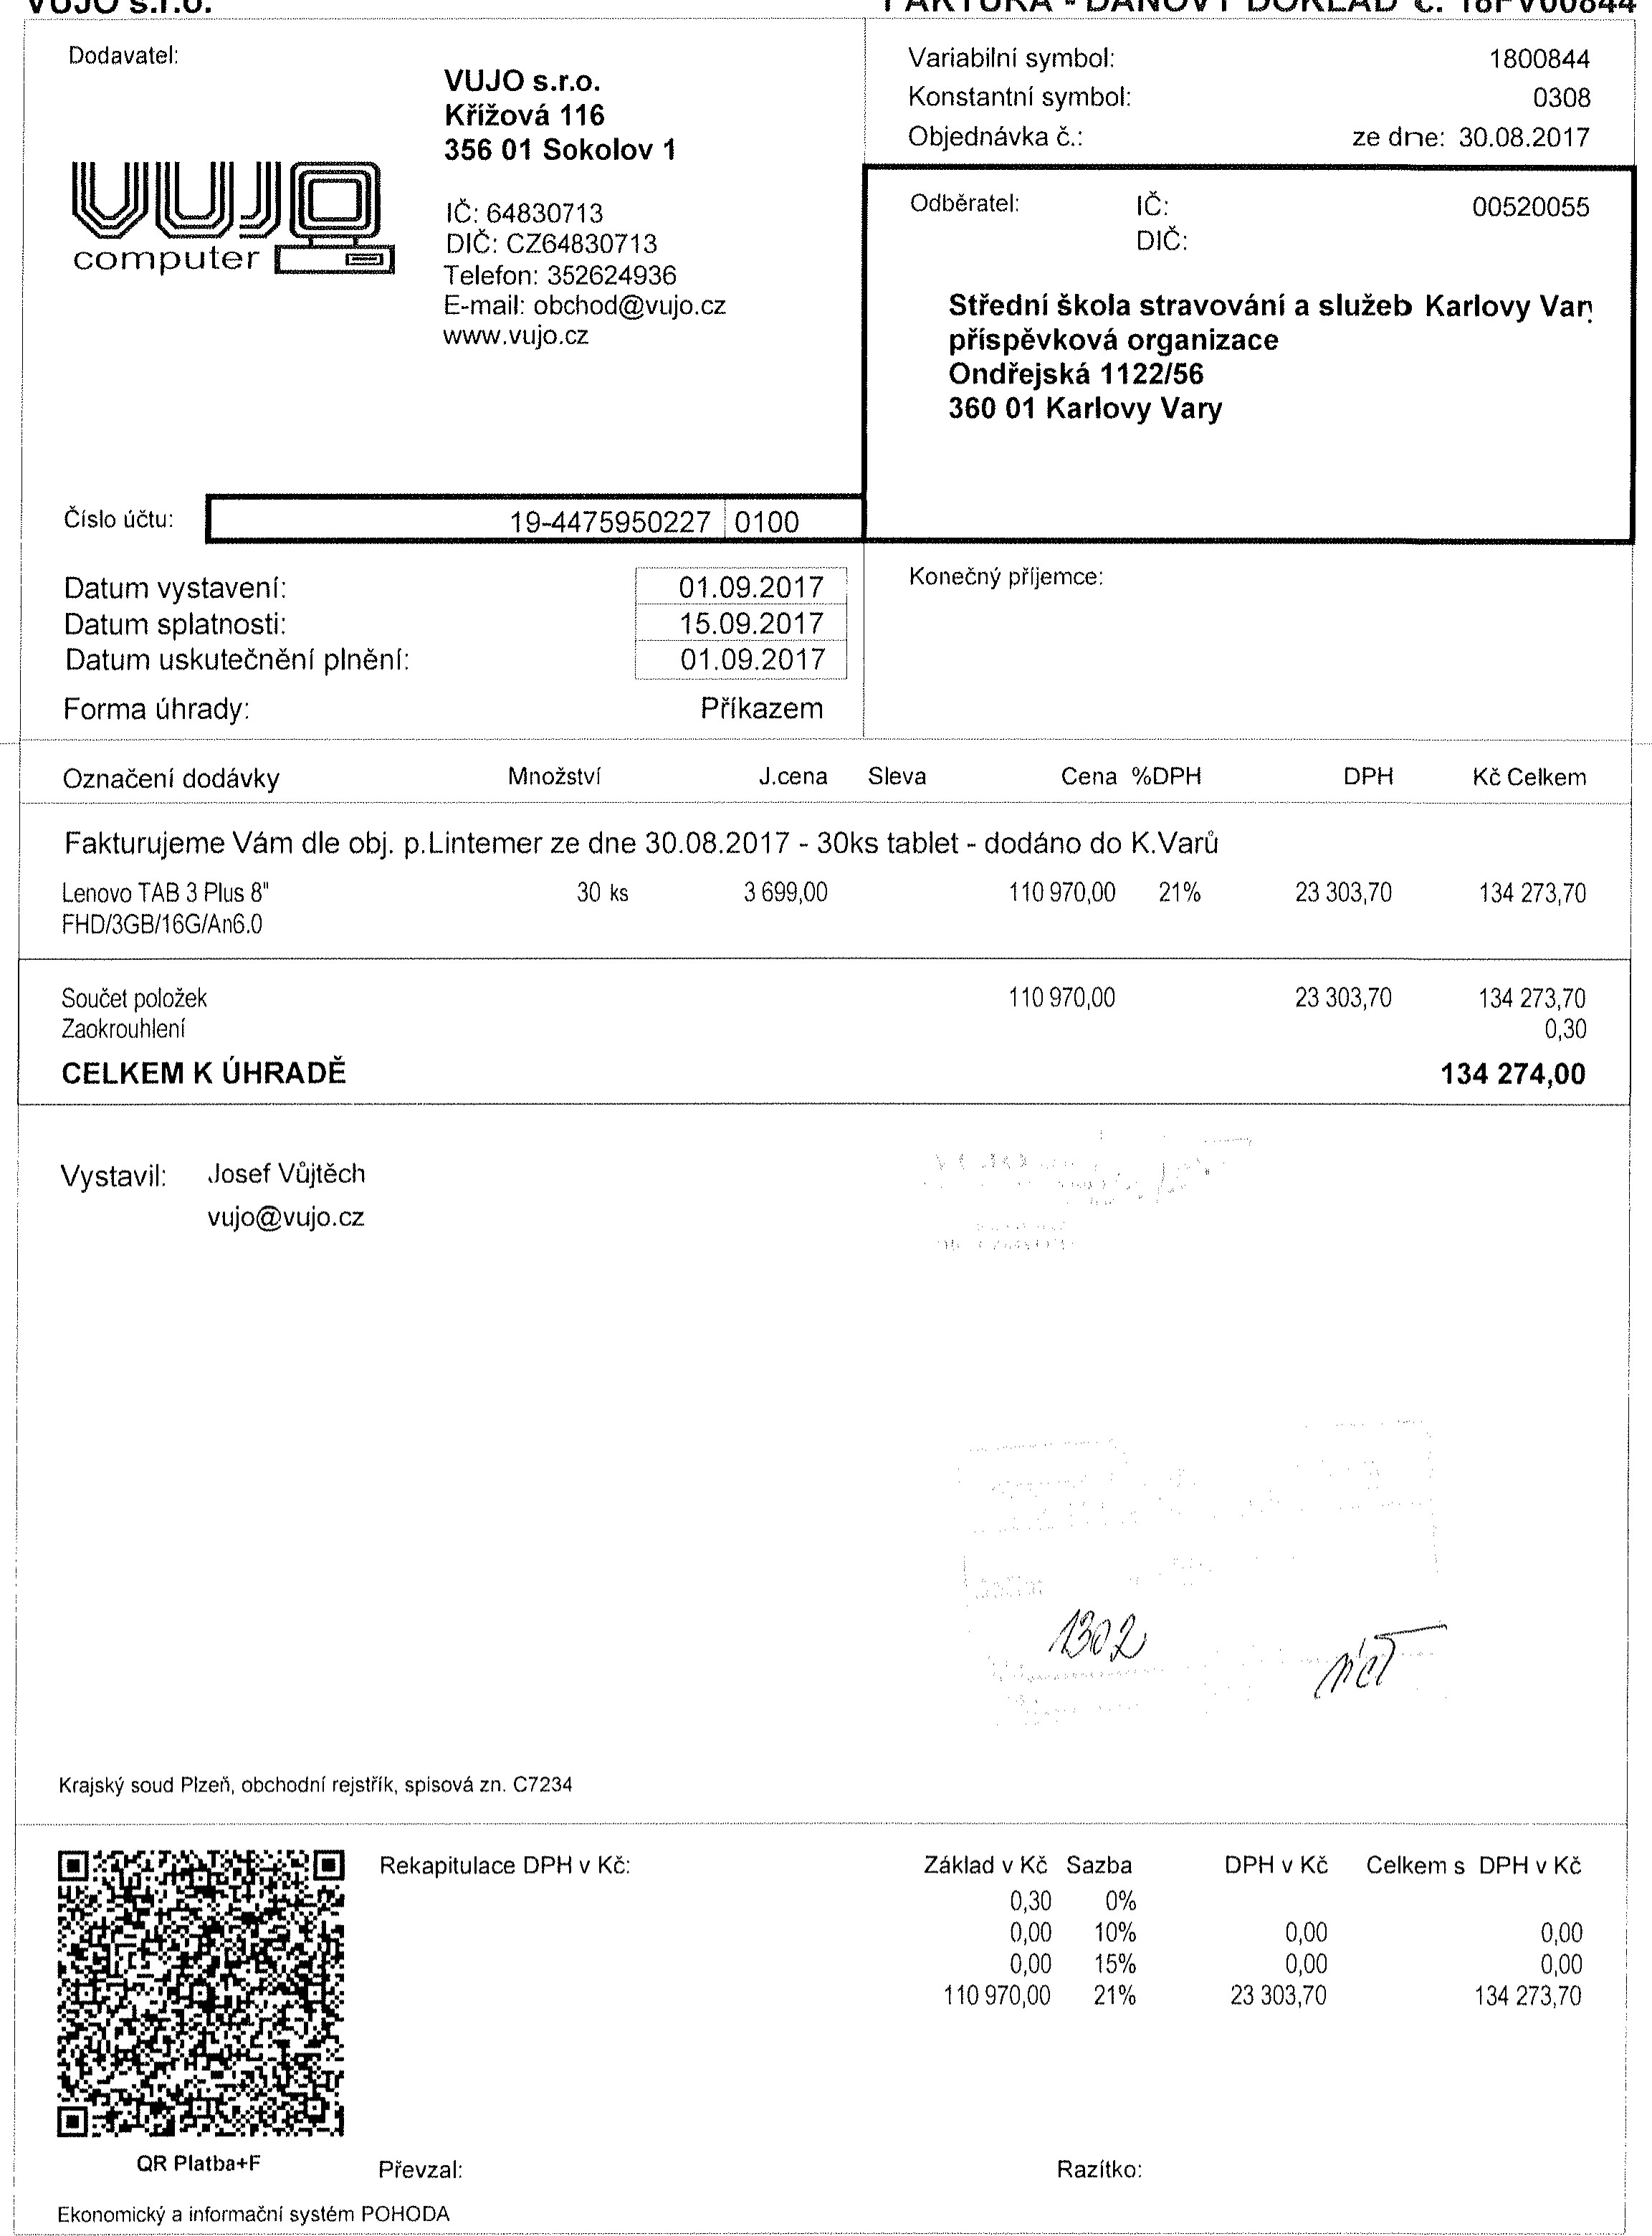 VUJO s.r.o.
FAKTURA - DAŇOVÝ DOKLAD č. 18FV00844
Dodavatel:
VUJO s.r.o.
Křížová 116
356 01 Sokolov 1
VUJO
computer
IČ: 64830713
DIČ: CZ64830713
Telefon: 352624936
E-mail: obchod@vujo.cz
www.vujo.cz
Variabilní symbol: 1800844
Konstantní symbol: 0308
Objednávka č.: ze dne: 30.08.2017
Odběratel: IČ: 00520055
DIČ:
Střední škola stravování a služeb Karlovy Vary
příspěvková organizace
Ondřejská 1122/56
360 01 Karlovy Vary
Číslo účtu: 19-4475950227 0100
Datum vystavení: 01.09.2017
Datum splatnosti: 15.09.2017
Datum uskutečnění plnění: 01.09.2017
Forma úhrady: Příkazem
Konečný příjemce:
Označení dodávky Množství J.cena Sleva Cena %DPH DPH Kč Celkem
Fakturujeme Vám dle obj. p.Lintemer ze dne 30.08.2017 - 30ks tablet - dodáno do K.Varů
Lenovo TAB 3 Plus 8" 30 ks 3 699,00 110 970,00 21% 23 303,70 134 273,70
FHD/3GB/16G/An6.0
Součet položek 110 970,00 23 303,70 134 273,70
Zaokrouhlení 0,30
CELKEM K ÚHRADĚ 134 274,00
Vystavil: Josef Vůjtěch
vujo@vujo.cz
1302
Krajský soud Plzeň, obchodní rejstřík, spisová zn. C7234
Rekapitulace DPH v Kč: Základ v Kč Sazba DPH v Kč Celkem s DPH v Kč
0,30 0%
0,00 10% 0,00 0,00
0,00 15% 0,00 0,00
110 970,00 21% 23 303,70 134 273,70
QR Platba+F
Převzal:
Razítko:
Ekonomický a informační systém POHODA